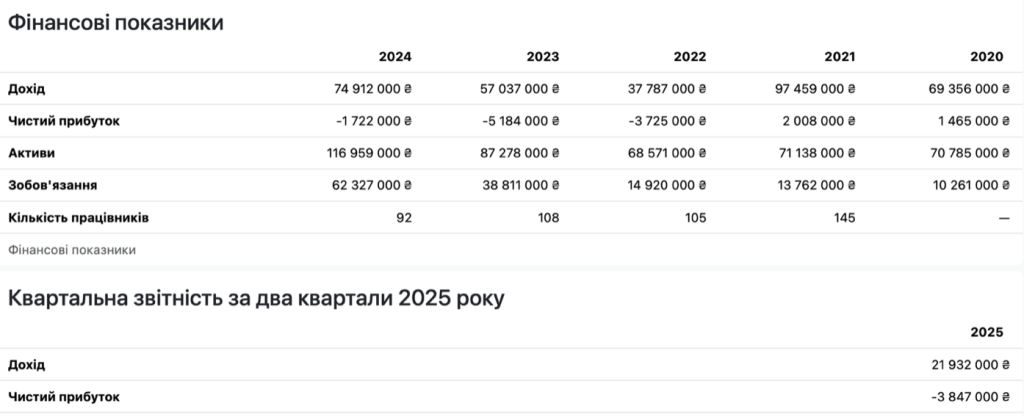 Фінансові показники
2024 2023 2022 2021 2020
Дохід 74 912 000 ₴ 57 037 000 ₴ 37 787 000 ₴ 97 459 000 ₴ 69 356 000 ₴
Чистий прибуток -1 722 000 ₴ -5 184 000 ₴ -3 725 000 ₴ 2 008 000 ₴ 1 465 000 ₴
Активи 116 959 000 ₴ 87 278 000 ₴ 68 571 000 ₴ 71 138 000 ₴ 70 785 000 ₴
Зобов'язання 62 327 000 ₴ 38 811 000 ₴ 14 920 000 ₴ 13 762 000 ₴ 10 261 000 ₴
Кількість працівників 92 108 105 145 —
Фінансові показники
Квартальна звітність за два квартали 2025 року
2025
Дохід 21 932 000 ₴
Чистий прибуток -3 847 000 ₴